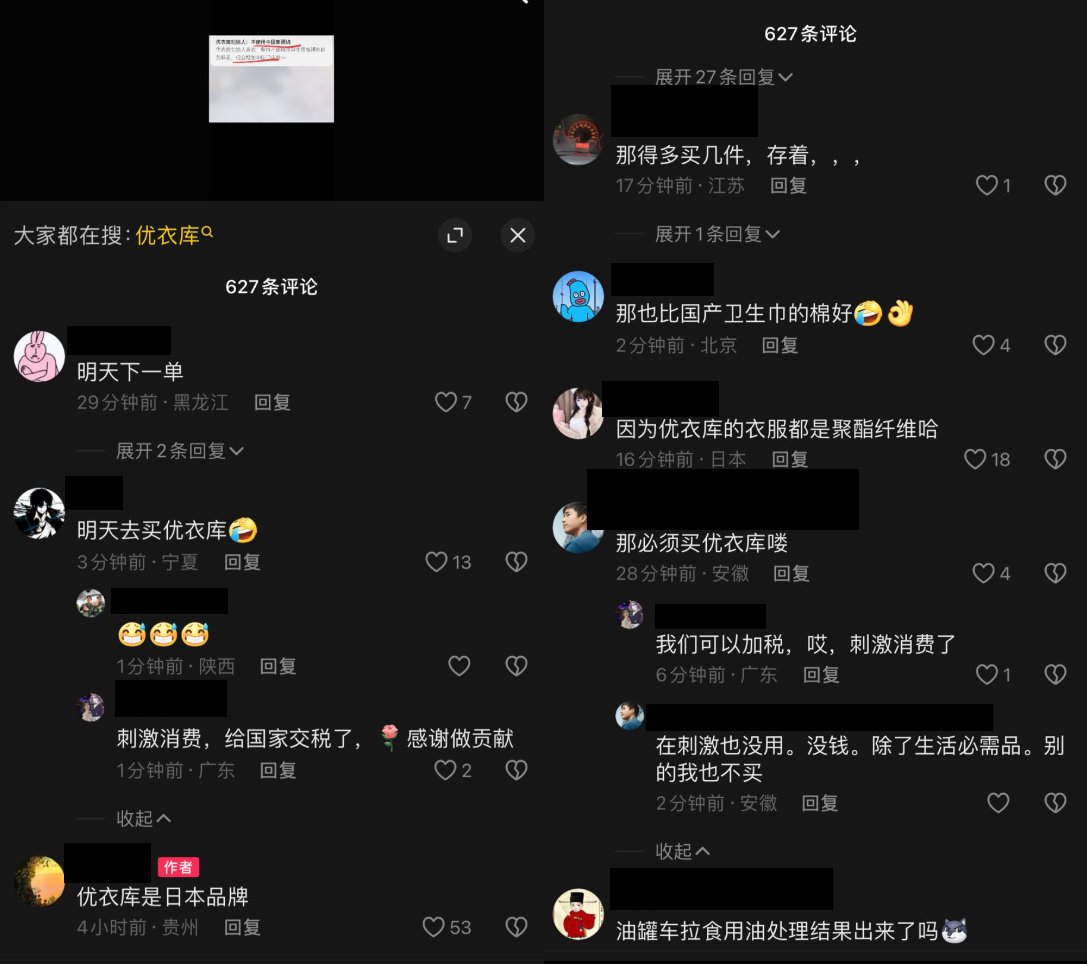 优衣库创始人：不使用中国新疆棉
大家都在搜：优衣库
627条评论
明天下一单
29分钟前·黑龙江 回复
7
展开2条回复
明天去买优衣库🤣
3分钟前·宁夏 回复
13
😷😷😷
1分钟前·陕西 回复
刺激消费，给国家交税了，🌹感谢做贡献
1分钟前·广东 回复
2
收起
作者
优衣库是日本品牌
4小时前·贵州 回复
53
627条评论
展开27条回复
那得多买几件，存着，，，
17分钟前·江苏 回复
1
展开1条回复
那也比国产卫生巾的棉好🤣👌
2分钟前·北京 回复
4
因为优衣库的衣服都是聚酯纤维哈
16分钟前·日本 回复
18
那必须买优衣库喽
28分钟前·安徽 回复
4
我们可以加税，哎，刺激消费了
6分钟前·广东 回复
1
在刺激也没用。没钱。除了生活必需品。别
的我也不买
2分钟前·安徽 回复
收起
油罐车拉食用油处理结果出来了吗